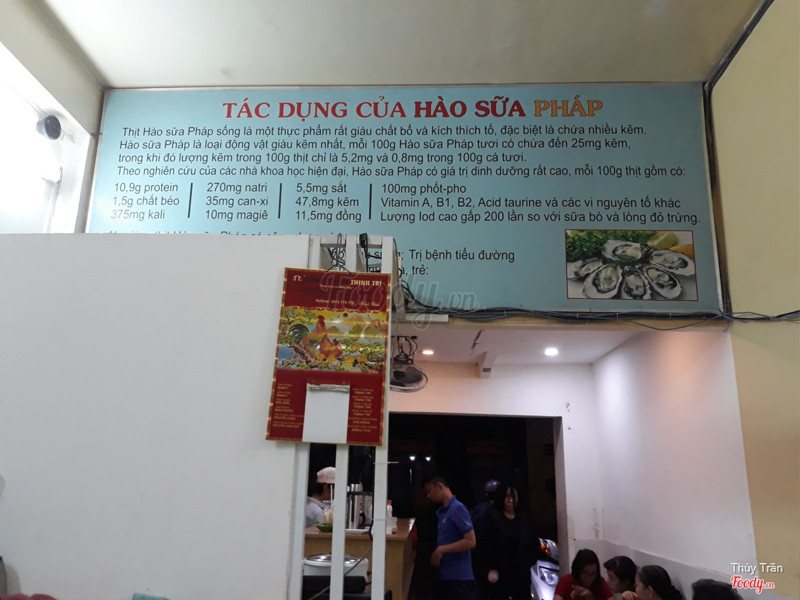 TÁC DỤNG CỦA HÀO SỮA PHÁP
Thịt Hào sữa Pháp sống là một thực phẩm rất giàu chất bổ và kích thích tố, đặc biệt là chứa nhiều kẽm.
Hào sữa Pháp là loại động vật giàu kẽm nhất, mỗi 100g Hào sữa Pháp tươi có chứa đến 25mg kẽm,
trong khi đó lượng kẽm trong 100g thịt chỉ là 5,2mg và 0,8mg trong 100g cá tươi.
Theo nghiên cứu của các nhà khoa học hiện đại, Hào sữa Pháp có giá trị dinh dưỡng rất cao, mỗi 100g thịt gồm có:
10,9g protein 270mg natri 5,5mg sắt 100mg phốt-pho
1,5g chất béo 35mg can-xi 47,8mg kẽm Vitamin A, B1, B2, Acid taurine và các vi nguyên tố khác
375mg kali 10mg magiê 11,5mg đồng Lượng Iod cao gấp 200 lần so với sữa bò và lòng đỏ trứng.
Trị bệnh tiểu đường
trẻ:
THỊNH TRÍ
Foody.vn
Thúy Trân
Foody.vn